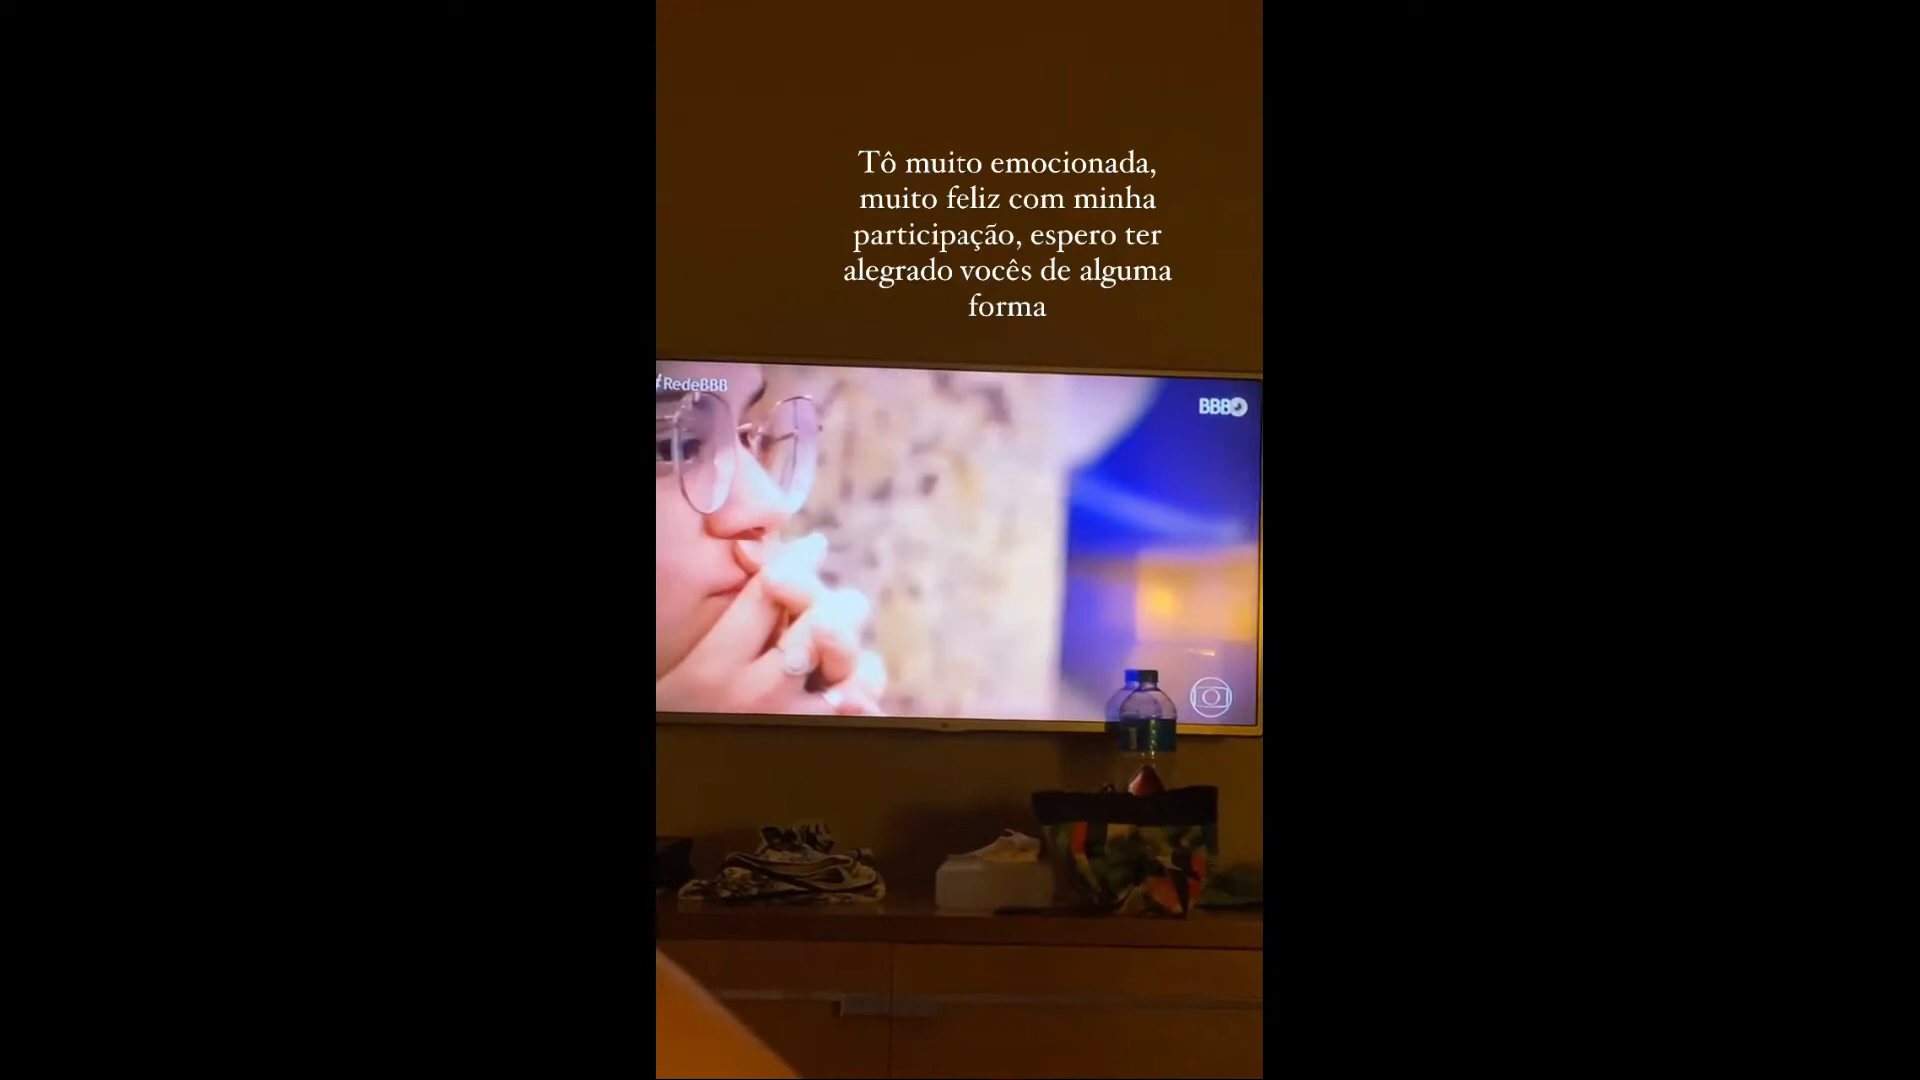 Tô muito emocionada,
muito feliz com minha
participação, espero ter
alegrado vocês de alguma
forma
#RedeBBB
BBB